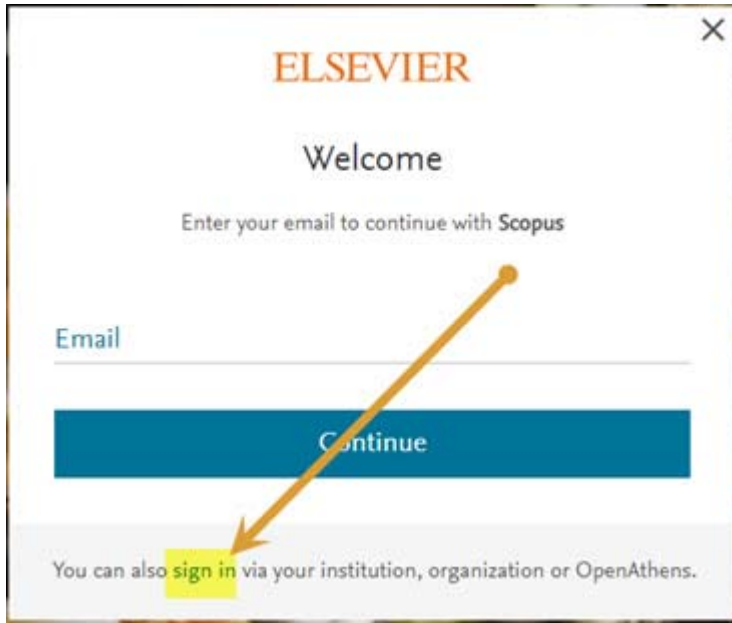 ELSEVIER
Welcome
Enter your email to continue with Scopus
Email
Continue
You can also sign in via your institution, organization or OpenAthens.